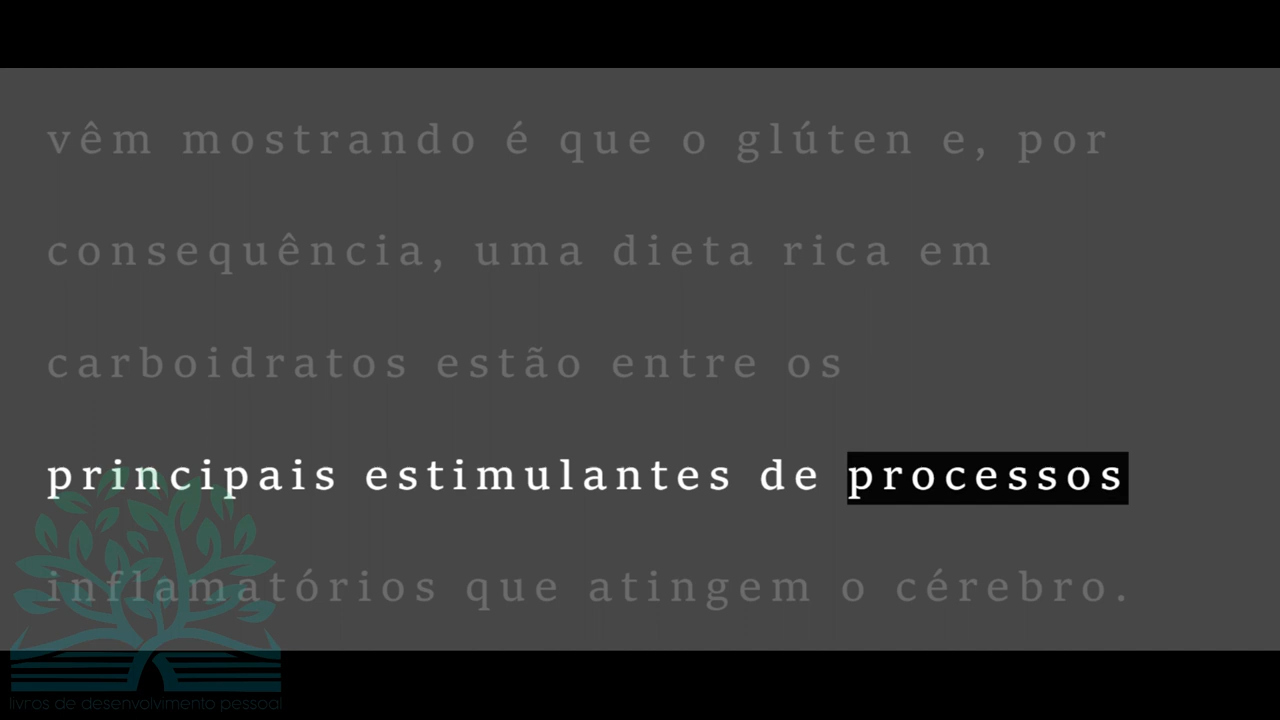 vêm mostrando é que o glúten e, por
consequência, uma dieta rica em
carboidratos estão entre os
principais estimulantes de processos
inflamatórios que atingem o cérebro.
livros de desenvolvimento pessoal